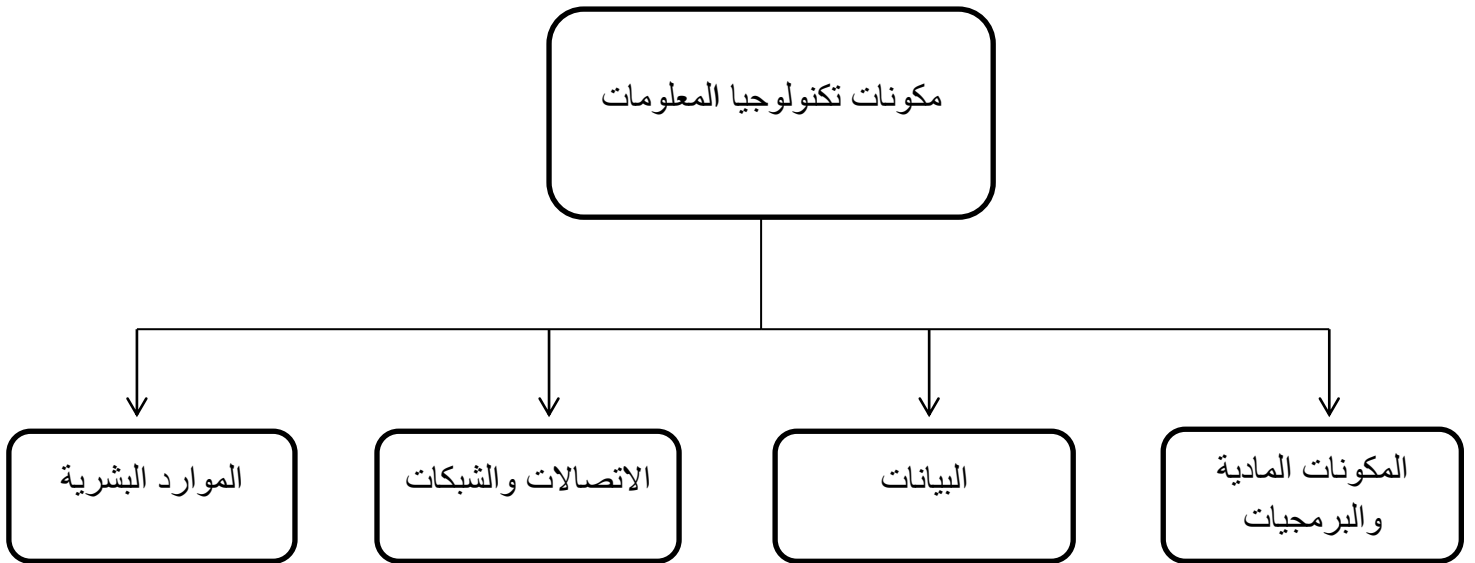 مكونات تكنولوجيا المعلومات
المكونات المادية
والبرمجيات
البيانات
الاتصالات والشبكات
الموارد البشرية